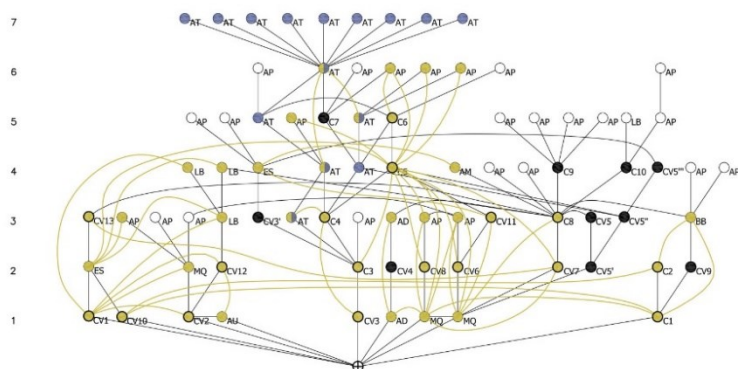 7 AT AT AT AT AT AT AT AT
6 AP AT AP AP AP AP AP AP
5 AP AP AT C7 AP AT C6 AP AP AP AP LB AP
4 LB LB ES AT AT AM AP AP C9 C10 CV5''' AP AP
3 CV13 AP AP AP LB CV3' AT C4 AP AD AP AP CV11 C8 CV5 CV5'' BB
2 ES MQ CV12 C3 CV4 CV8 CV6 CV7 CV5' C2 CV9
1 CV1 CV10 CV2 AU CV3 AD MQ MQ C1